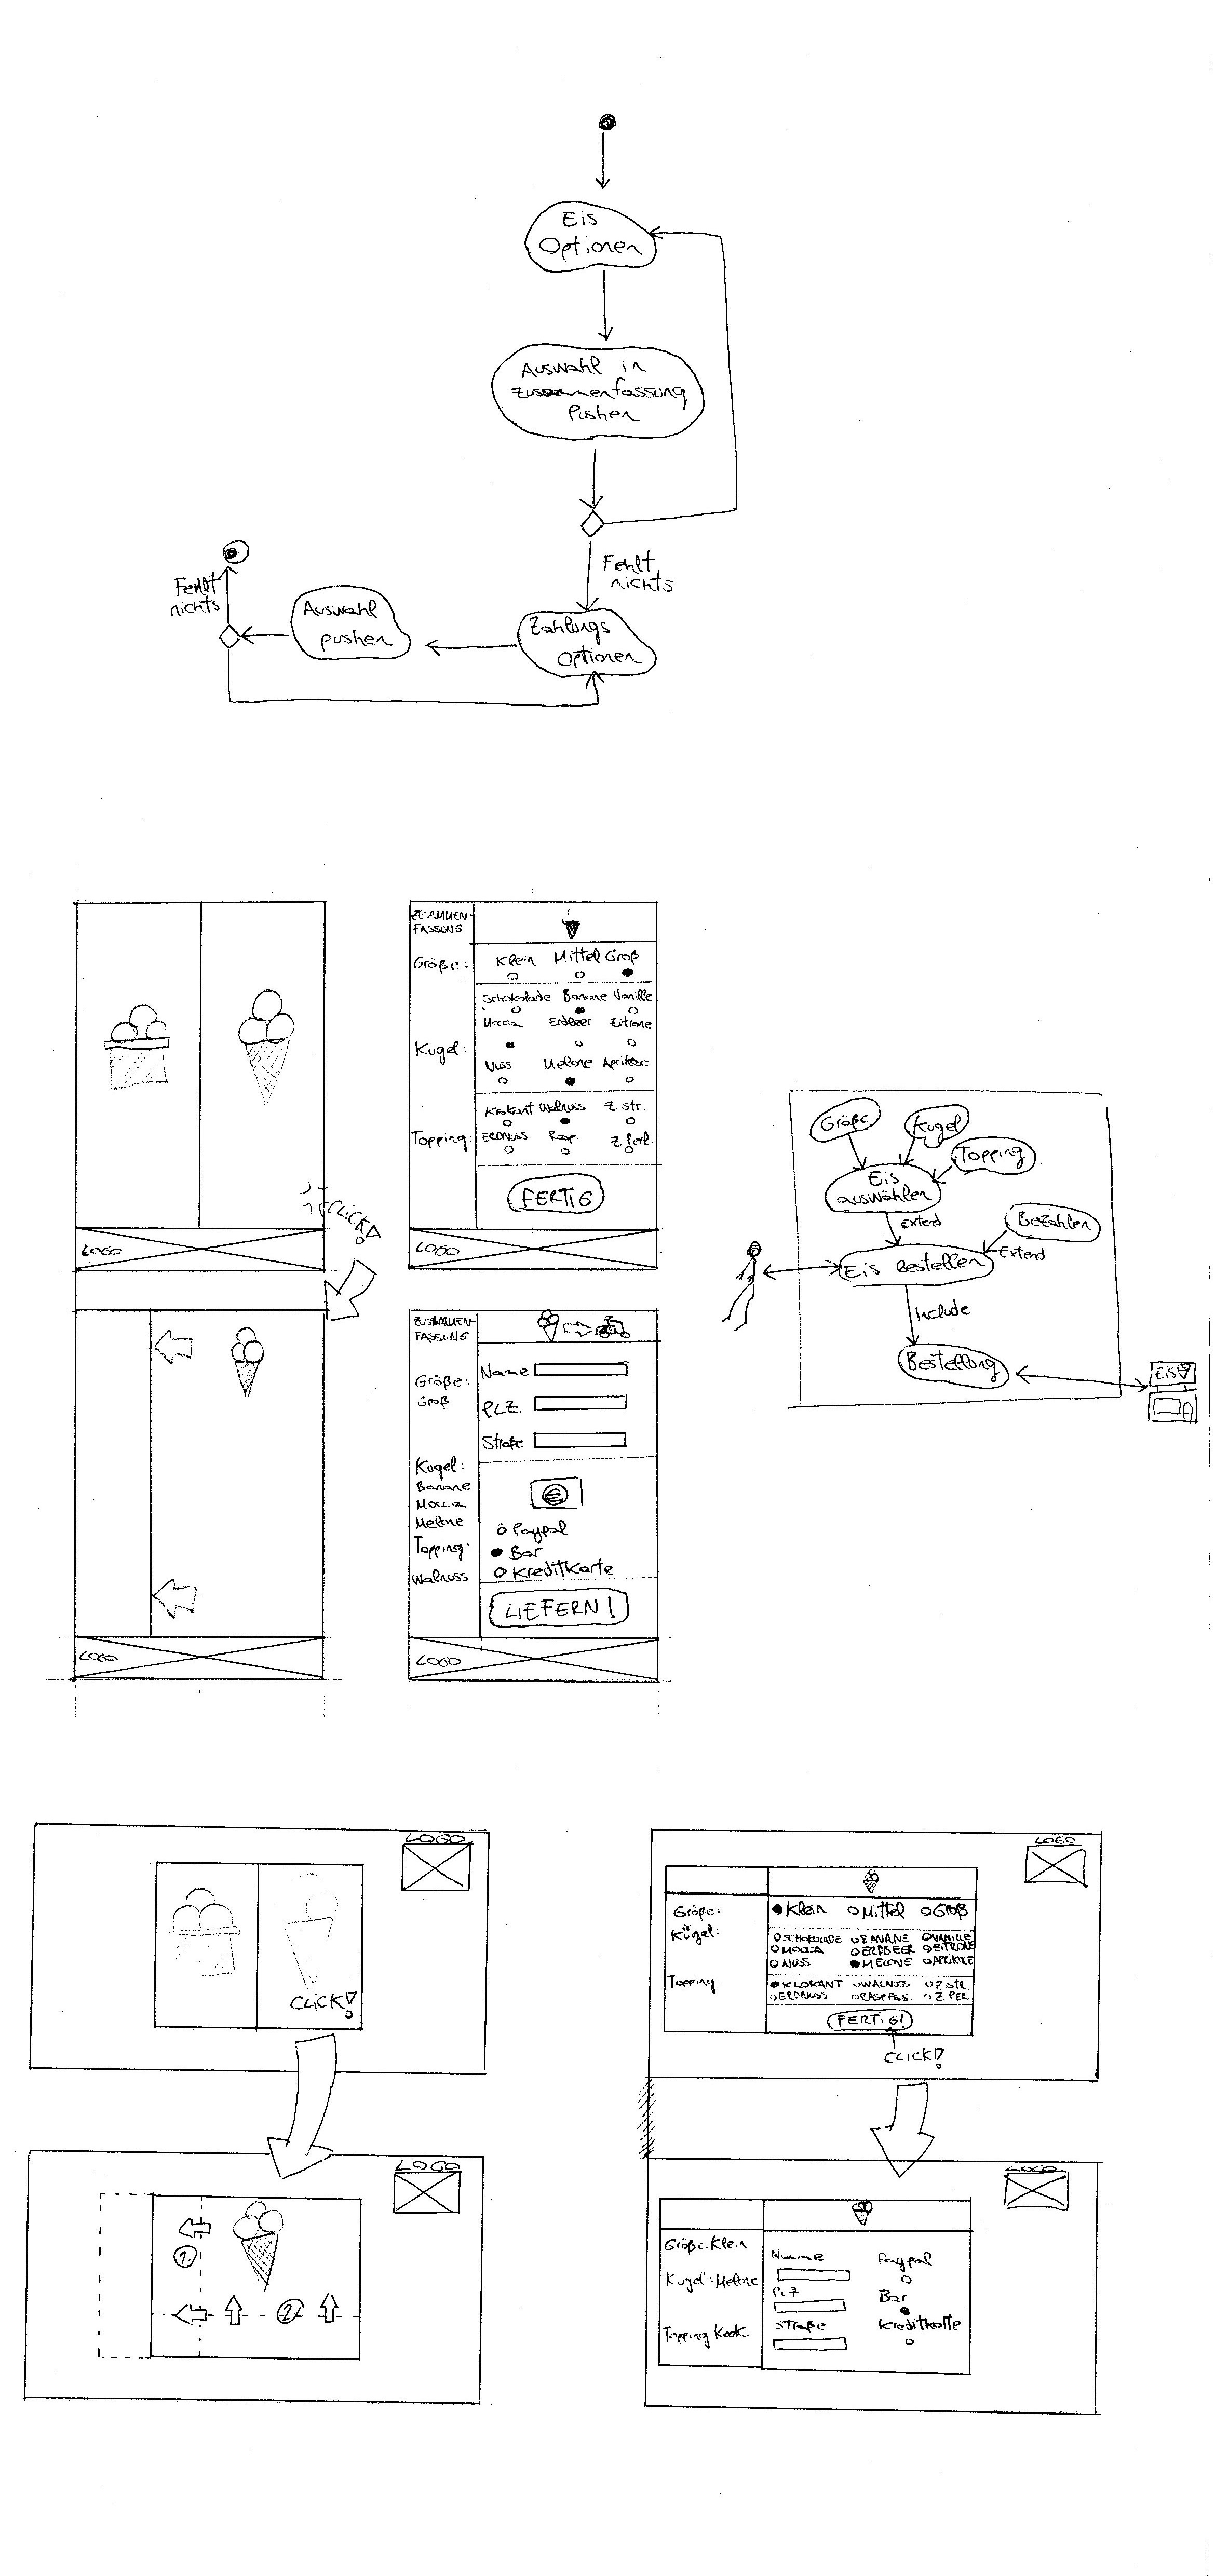 Eis
Optionen
Auswahl in
Zusammenfassung
Pushen
Fehlt
nichts
Zahlungs
Optionen
Auswahl
pushen
Fehlt
nichts
LOGO
CLICK!
LOGO
ZUSAMMEN-
FASSUNG
Größe:
Klein Mittel Groß
Kugel:
Schokolade Banane Vanille
Mocca Erdbeer Zitrone
Nuss Melone
Topping:
Krokant Walnuss Z.str.
ERDNUSS Rasp. Z.Perl.
FERTIG
LOGO
ZUSAMMEN-
FASSUNG
Größe:
Groß
Kugel:
Banane
Mocca
Melone
Topping:
Walnuss
Name
PLZ.
Straße
€
Paypal
Bar
Kreditkarte
LIEFERN!
LOGO
Größe
Kugel
Topping
Eis
auswählen
Extend
Bezahlen
Extend
Eis bestellen
Include
Bestellung
Eis
LOGO
CLICK!
LOGO
1.
2.
LOGO
Größe:
Kugel:
Topping
Klein Mittel Groß
SCHOKOLADE BANANE VANILLE
MOCCA ERDBEER ZITRONE
NUSS MELONE APRIKOSE
KROKANT WALNUSS Z.STR.
ERDNUSS Z.PER.
FERTIG!
CLICK!
LOGO
Größe: Klein
Kugel: Melone
Topping
Name
PLZ
Straße
Paypal
Bar
Kreditkarte